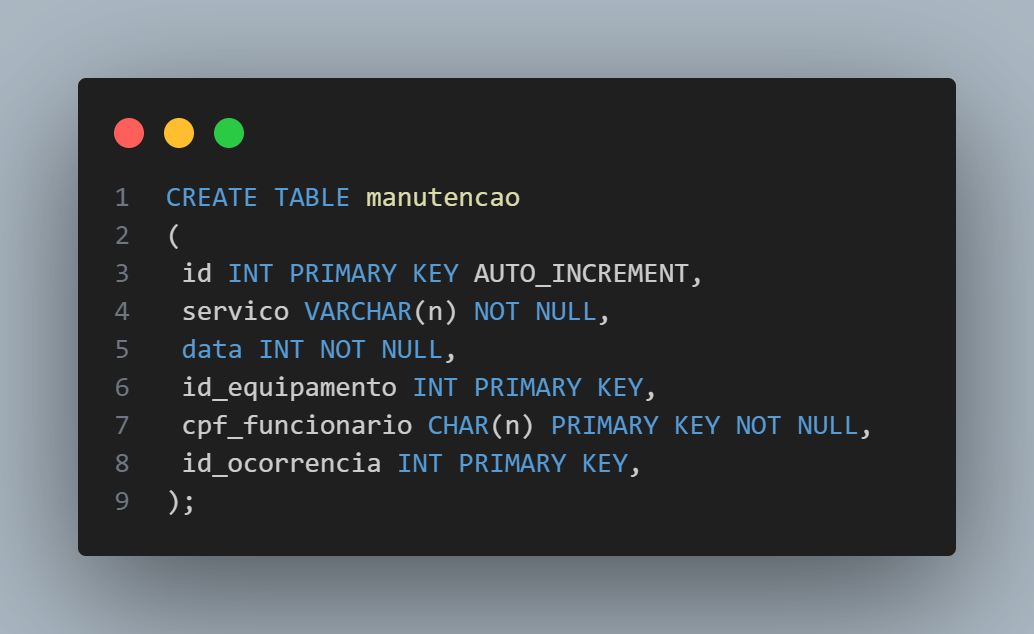 1 CREATE TABLE manutencao
2 (
3 id INT PRIMARY KEY AUTO_INCREMENT,
4 servico VARCHAR(n) NOT NULL,
5 data INT NOT NULL,
6 id_equipamento INT PRIMARY KEY,
7 cpf_funcionario CHAR(n) PRIMARY KEY NOT NULL,
8 id_ocorrencia INT PRIMARY KEY,
9 );